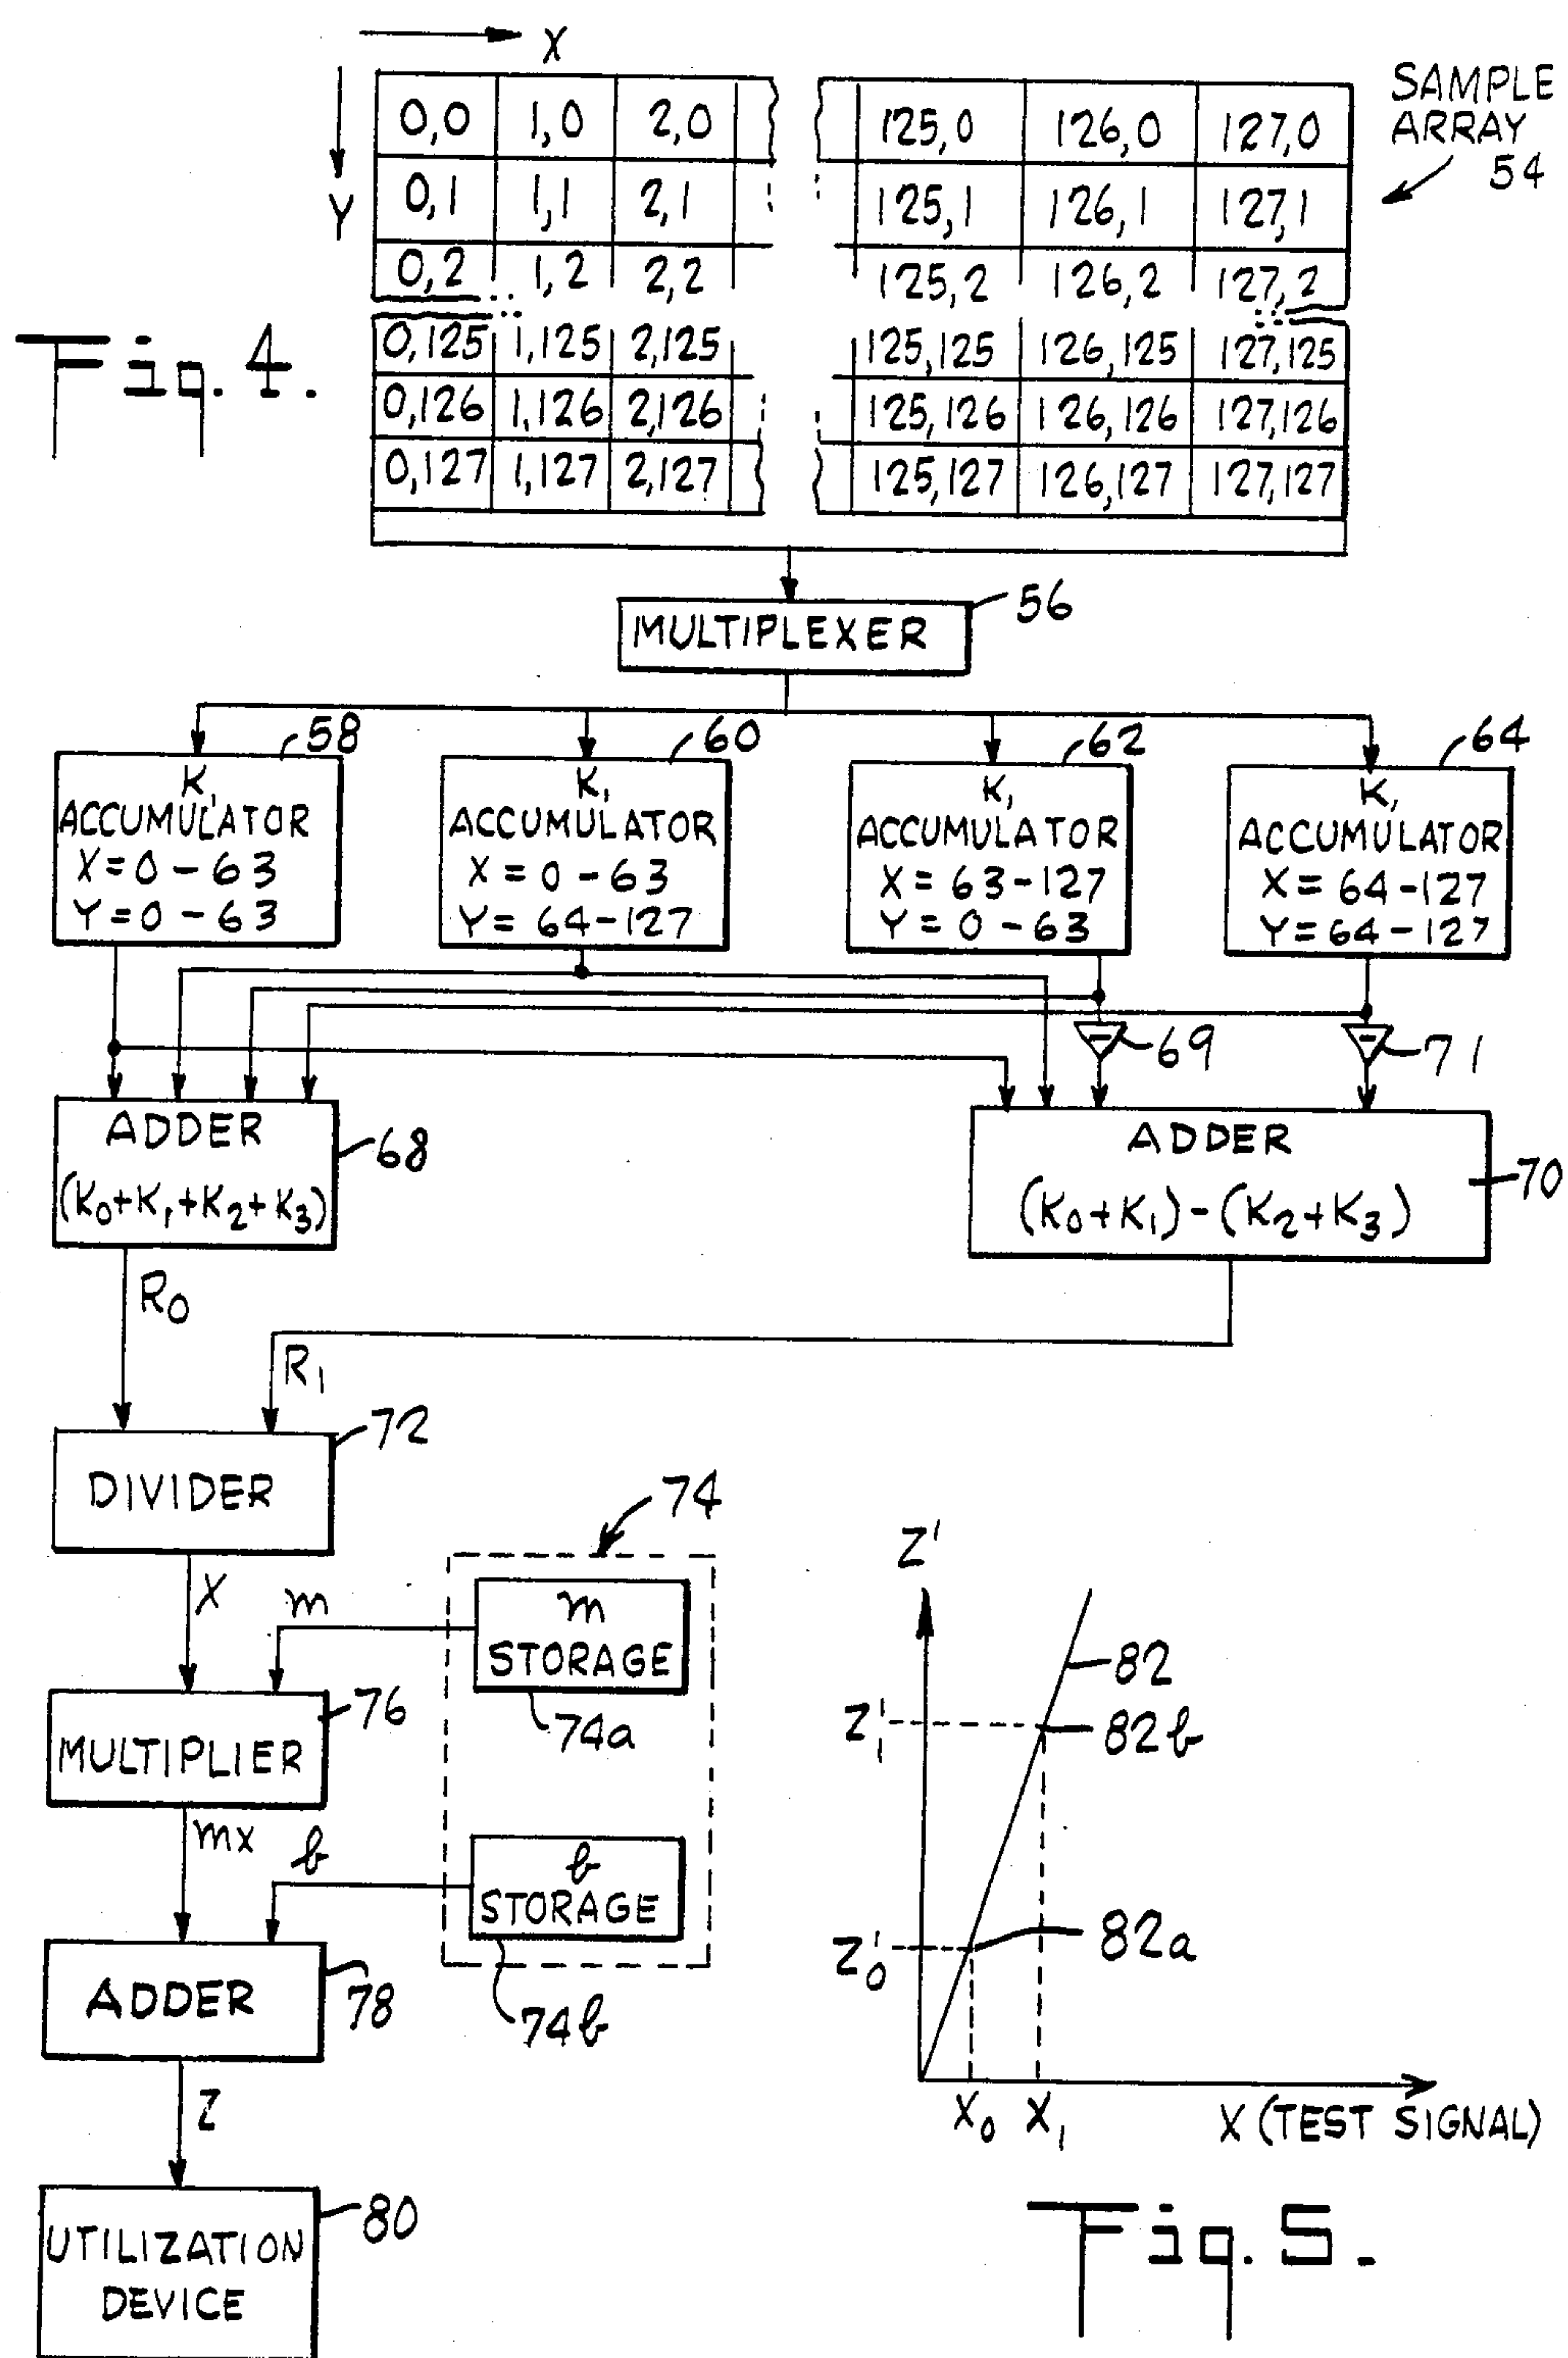 X
SAMPLE
ARRAY
54
Y
0,0 1,0 2,0 125,0 126,0 127,0
0,1 1,1 2,1 125,1 126,1 127,1
0,2 1,2 2,2 125,2 126,2 127,2
0,125 1,125 2,125 125,125 126,125 127,125
0,126 1,126 2,126 125,126 126,126 127,126
0,127 1,127 2,127 125,127 126,127 127,127
Fig. 4.
MULTIPLEXER
56
58
K,
ACCUMULATOR
X=0-63
Y=0-63
60
K,
ACCUMULATOR
X=0-63
Y=64-127
62
K,
ACCUMULATOR
X=63-127
Y=0-63
64
K,
ACCUMULATOR
X=64-127
Y=64-127
69
71
ADDER
(K0+K1+K2+K3)
68
ADDER
(K0+K1)-(K2+K3)
70
R0
R1
DIVIDER
72
X
m
74
m
STORAGE
74a
MULTIPLIER
76
mx
b
b
STORAGE
74b
ADDER
78
Z
UTILIZATION
DEVICE
80
Z'
82
Z'1
82b
Z'0
82a
X0 X1 X (TEST SIGNAL)
Fig. 5.